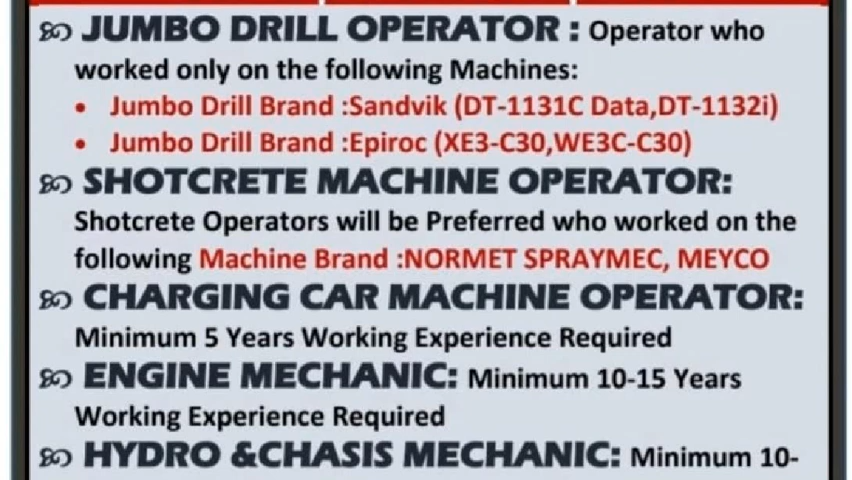 JUMBO DRILL OPERATOR : Operator who
worked only on the following Machines:
• Jumbo Drill Brand :Sandvik (DT-1131C Data,DT-1132i)
• Jumbo Drill Brand :Epiroc (XE3-C30,WE3C-C30)
SHOTCRETE MACHINE OPERATOR:
Shotcrete Operators will be Preferred who worked on the
following Machine Brand :NORMET SPRAYMEC, MEYCO
CHARGING CAR MACHINE OPERATOR:
Minimum 5 Years Working Experience Required
ENGINE MECHANIC: Minimum 10-15 Years
Working Experience Required
HYDRO &CHASIS MECHANIC: Minimum 10-